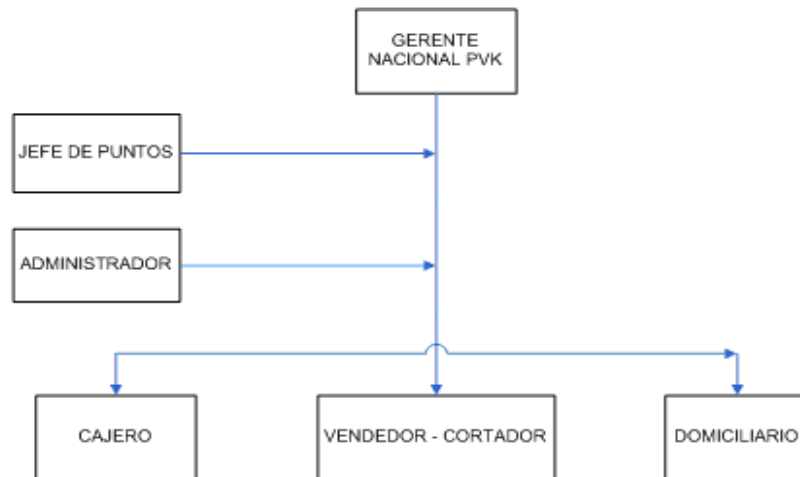 GERENTE
NACIONAL PVK
JEFE DE PUNTOS
ADMINISTRADOR
CAJERO
VENDEDOR - CORTADOR
DOMICILIARIO